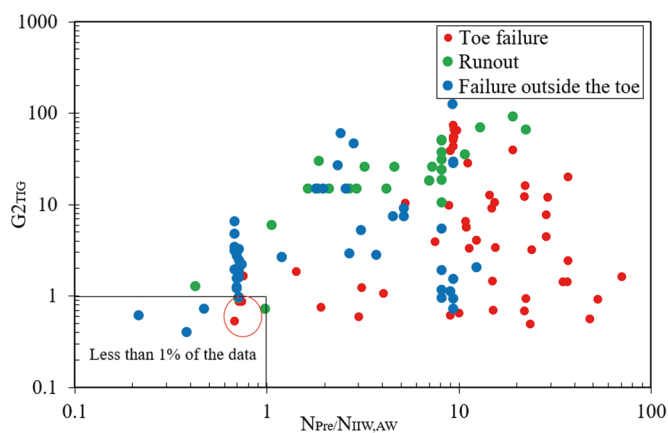 1000
Toe failure
Runout
Failure outside the toe
100
G2TIG
10
1
Less than 1% of the data
0.1
0.1
1
10
100
NPre/NIIW,AW